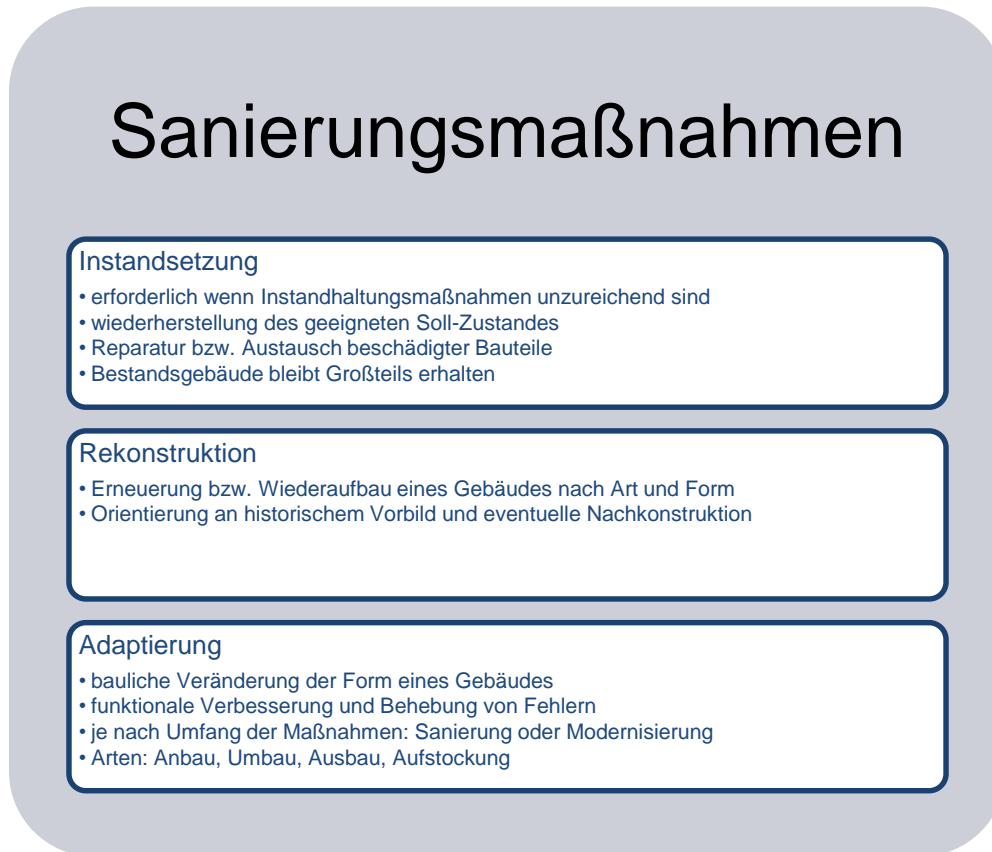 Sanierungsmaßnahmen
Instandsetzung
• erforderlich wenn Instandhaltungsmaßnahmen unzureichend sind
• wiederherstellung des geeigneten Soll-Zustandes
• Reparatur bzw. Austausch beschädigter Bauteile
• Bestandsgebäude bleibt Großteils erhalten
Rekonstruktion
• Erneuerung bzw. Wiederaufbau eines Gebäudes nach Art und Form
• Orientierung an historischem Vorbild und eventuelle Nachkonstruktion
Adaptierung
• bauliche Veränderung der Form eines Gebäudes
• funktionale Verbesserung und Behebung von Fehlern
• je nach Umfang der Maßnahmen: Sanierung oder Modernisierung
• Arten: Anbau, Umbau, Ausbau, Aufstockung